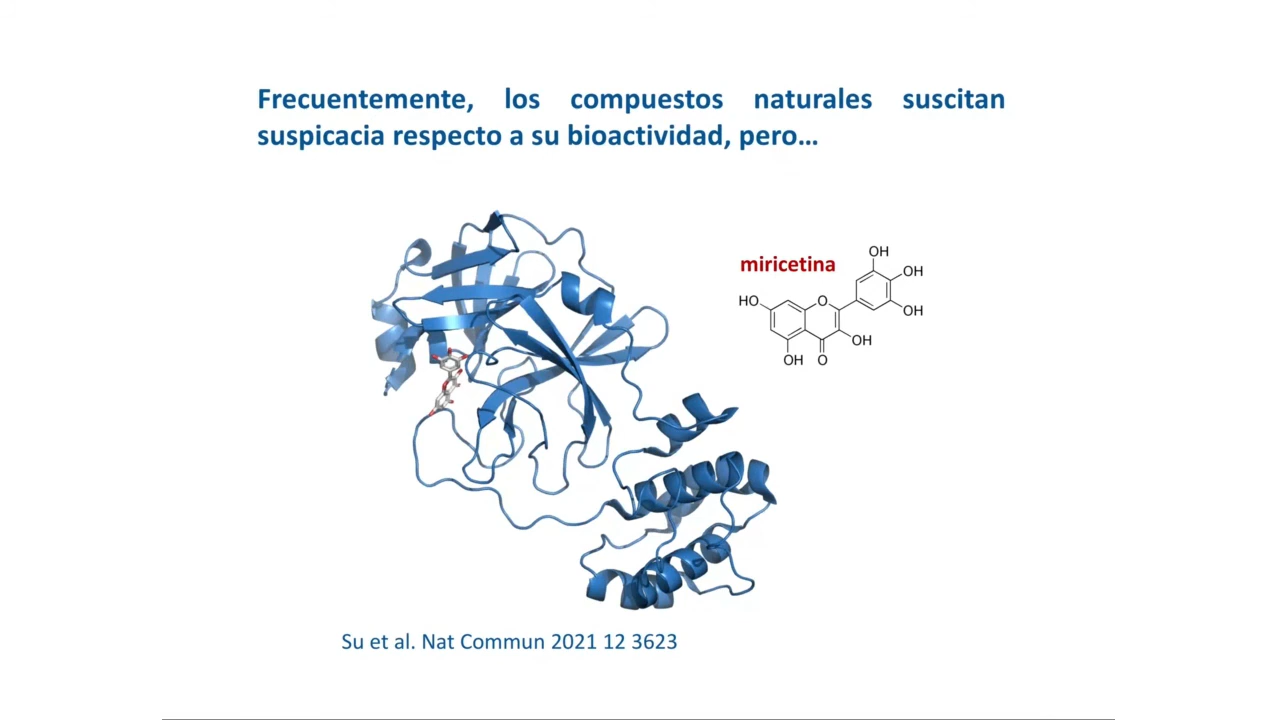 Frecuentemente, los compuestos naturales suscitan
suspicacia respecto a su bioactividad, pero…
miricetina
OH
OH
HO
O
OH
OH
OH
O
Su et al. Nat Commun 2021 12 3623